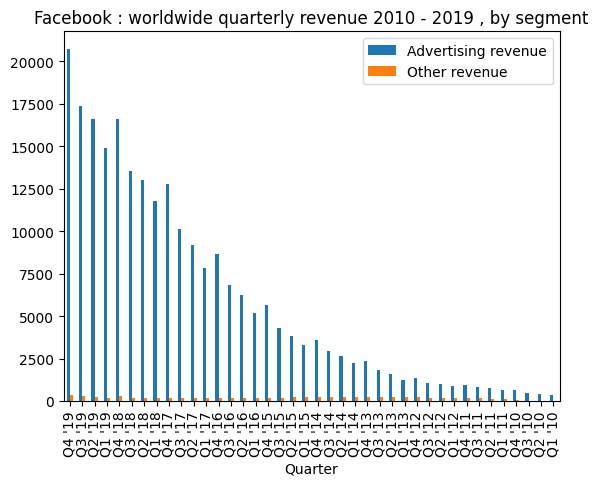 Facebook : worldwide quarterly revenue 2010 - 2019 , by segment
Advertising revenue
Other revenue
20000
17500
15000
12500
10000
7500
5000
2500
0
Q4 '19
Q3 '19
Q2 '19
Q1 '19
Q4 '18
Q3 '18
Q2 '18
Q1 '18
Q4 '17
Q3 '17
Q2 '17
Q1 '17
Q4 '16
Q3 '16
Q2 '16
Q1 '16
Q4 '15
Q3 '15
Q2 '15
Q1 '15
Q4 '14
Q3 '14
Q2 '14
Q1 '14
Q4 '13
Q3 '13
Q2 '13
Q1 '13
Q4 '12
Q3 '12
Q2 '12
Q1 '12
Q4 '11
Q3 '11
Q2 '11
Q1 '11
Q4 '10
Q3 '10
Q2 '10
Q1 '10
Quarter